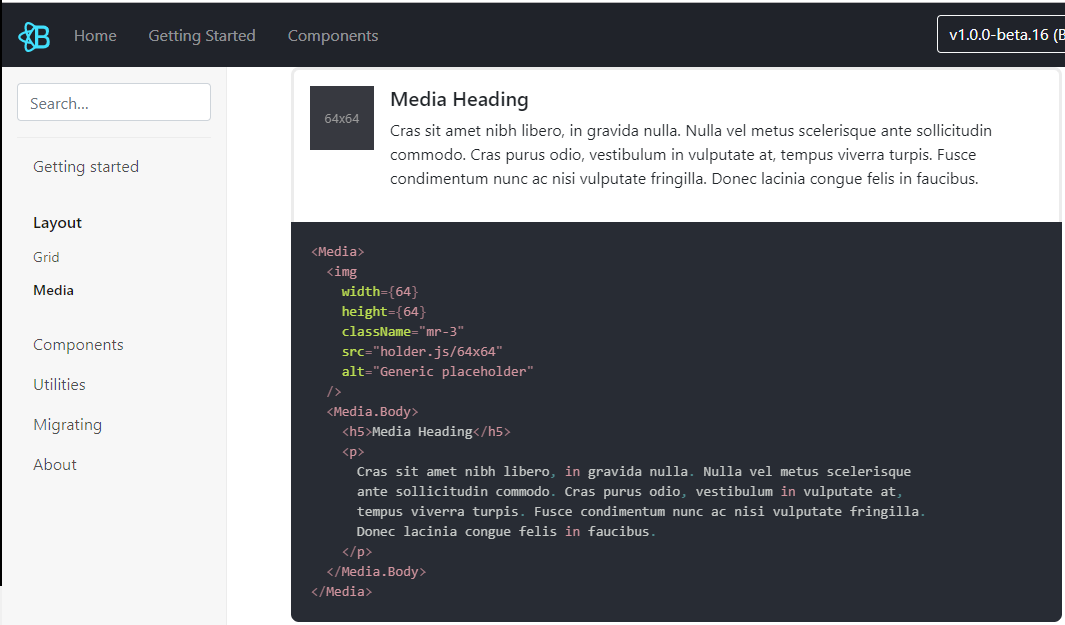 Home Getting Started Components v1.0.0-beta.16 (B
Search...
Getting started
Layout
Grid
Media
Components
Utilities
Migrating
About
64x64
Media Heading
Cras sit amet nibh libero, in gravida nulla. Nulla vel metus scelerisque ante sollicitudin
commodo. Cras purus odio, vestibulum in vulputate at, tempus viverra turpis. Fusce
condimentum nunc ac nisi vulputate fringilla. Donec lacinia congue felis in faucibus.
<Media>
  <img
    width={64}
    height={64}
    className="mr-3"
    src="holder.js/64x64"
    alt="Generic placeholder"
  />
  <Media.Body>
    <h5>Media Heading</h5>
    <p>
      Cras sit amet nibh libero, in gravida nulla. Nulla vel metus scelerisque
      ante sollicitudin commodo. Cras purus odio, vestibulum in vulputate at,
      tempus viverra turpis. Fusce condimentum nunc ac nisi vulputate fringilla.
      Donec lacinia congue felis in faucibus.
    </p>
  </Media.Body>
</Media>